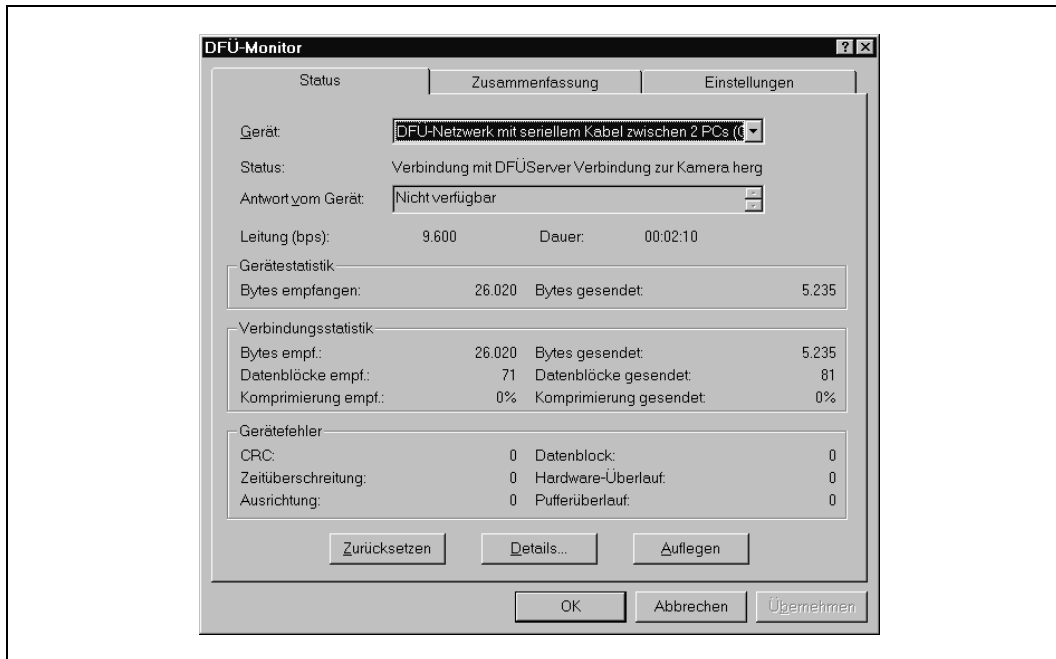 DFÜ-Monitor
Status Zusammenfassung Einstellungen
Gerät: DFÜ-Netzwerk mit seriellem Kabel zwischen 2 PCs (
Status: Verbindung mit DFÜServer Verbindung zur Kamera herg
Antwort vom Gerät: Nicht verfügbar
Leitung (bps): 9.600 Dauer: 00:02:10
Gerätestatistik
Bytes empfangen: 26.020 Bytes gesendet: 5.235
Verbindungsstatistik
Bytes empf.: 26.020 Bytes gesendet: 5.235
Datenblöcke empf.: 71 Datenblöcke gesendet: 81
Komprimierung empf.: 0% Komprimierung gesendet: 0%
Gerätefehler
CRC: 0 Datenblock: 0
Zeitüberschreitung: 0 Hardware-Überlauf: 0
Ausrichtung: 0 Pufferüberlauf: 0
Zurücksetzen Details... Auflegen
OK Abbrechen Übernehmen